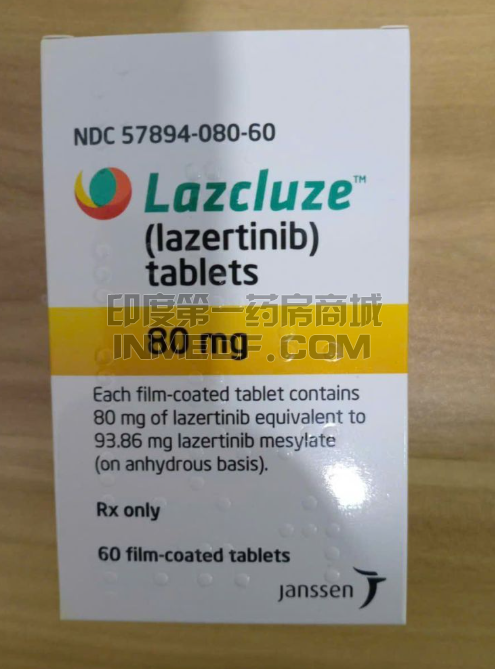 NDC 57894-080-60
Lazcluze™
(lazertinib)
tablets
印度第一药房商城
80 mg
INMEIF.COM
Each film-coated tablet contains
80 mg of lazertinib equivalent to
93.86 mg lazertinib mesylate
(on anhydrous basis).
Rx only
60 film-coated tablets
janssen